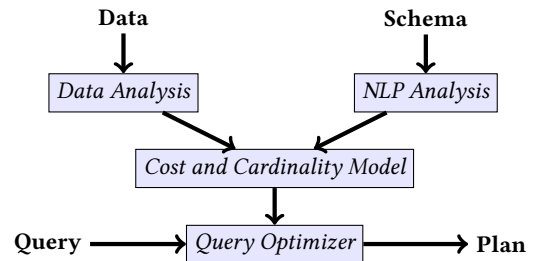 Data Schema
Data Analysis NLP Analysis
Cost and Cardinality Model
Query Query Optimizer Plan